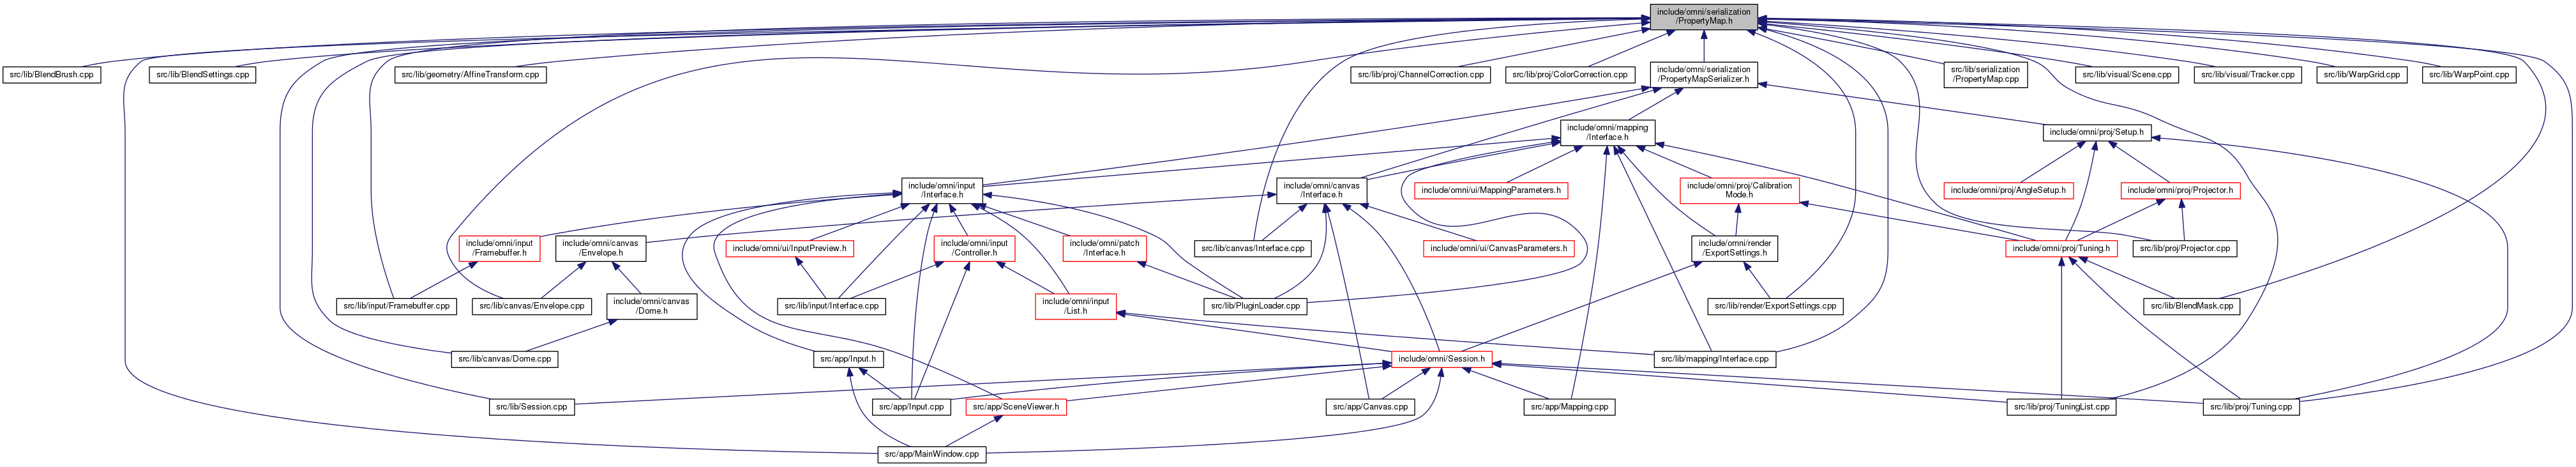 include/omni/serialization
/PropertyMap.h
src/lib/BlendBrush.cpp
src/lib/BlendSettings.cpp
src/lib/geometry/AffineTransform.cpp
src/lib/proj/ChannelCorrection.cpp
src/lib/proj/ColorCorrection.cpp
include/omni/serialization
/PropertyMapSerializer.h
src/lib/serialization
/PropertyMap.cpp
src/lib/visual/Scene.cpp
src/lib/visual/Tracker.cpp
src/lib/WarpGrid.cpp
src/lib/WarpPoint.cpp
include/omni/mapping
/Interface.h
include/omni/proj/Setup.h
include/omni/input
/Interface.h
include/omni/canvas
/Interface.h
include/omni/ui/MappingParameters.h
include/omni/proj/Calibration
Mode.h
include/omni/proj/AngleSetup.h
include/omni/proj/Projector.h
include/omni/input
/Framebuffer.h
include/omni/canvas
/Envelope.h
include/omni/ui/InputPreview.h
include/omni/input
/Controller.h
include/omni/patch
/Interface.h
src/lib/canvas/Interface.cpp
include/omni/ui/CanvasParameters.h
include/omni/render
/ExportSettings.h
include/omni/proj/Tuning.h
src/lib/proj/Projector.cpp
src/lib/input/Framebuffer.cpp
src/lib/canvas/Envelope.cpp
include/omni/canvas
/Dome.h
src/lib/input/Interface.cpp
include/omni/input
/List.h
src/lib/PluginLoader.cpp
src/lib/render/ExportSettings.cpp
src/lib/BlendMask.cpp
src/lib/canvas/Dome.cpp
src/app/Input.h
include/omni/Session.h
src/lib/mapping/Interface.cpp
src/lib/Session.cpp
src/app/Input.cpp
src/app/SceneViewer.h
src/app/Canvas.cpp
src/app/Mapping.cpp
src/lib/proj/TuningList.cpp
src/lib/proj/Tuning.cpp
src/app/MainWindow.cpp